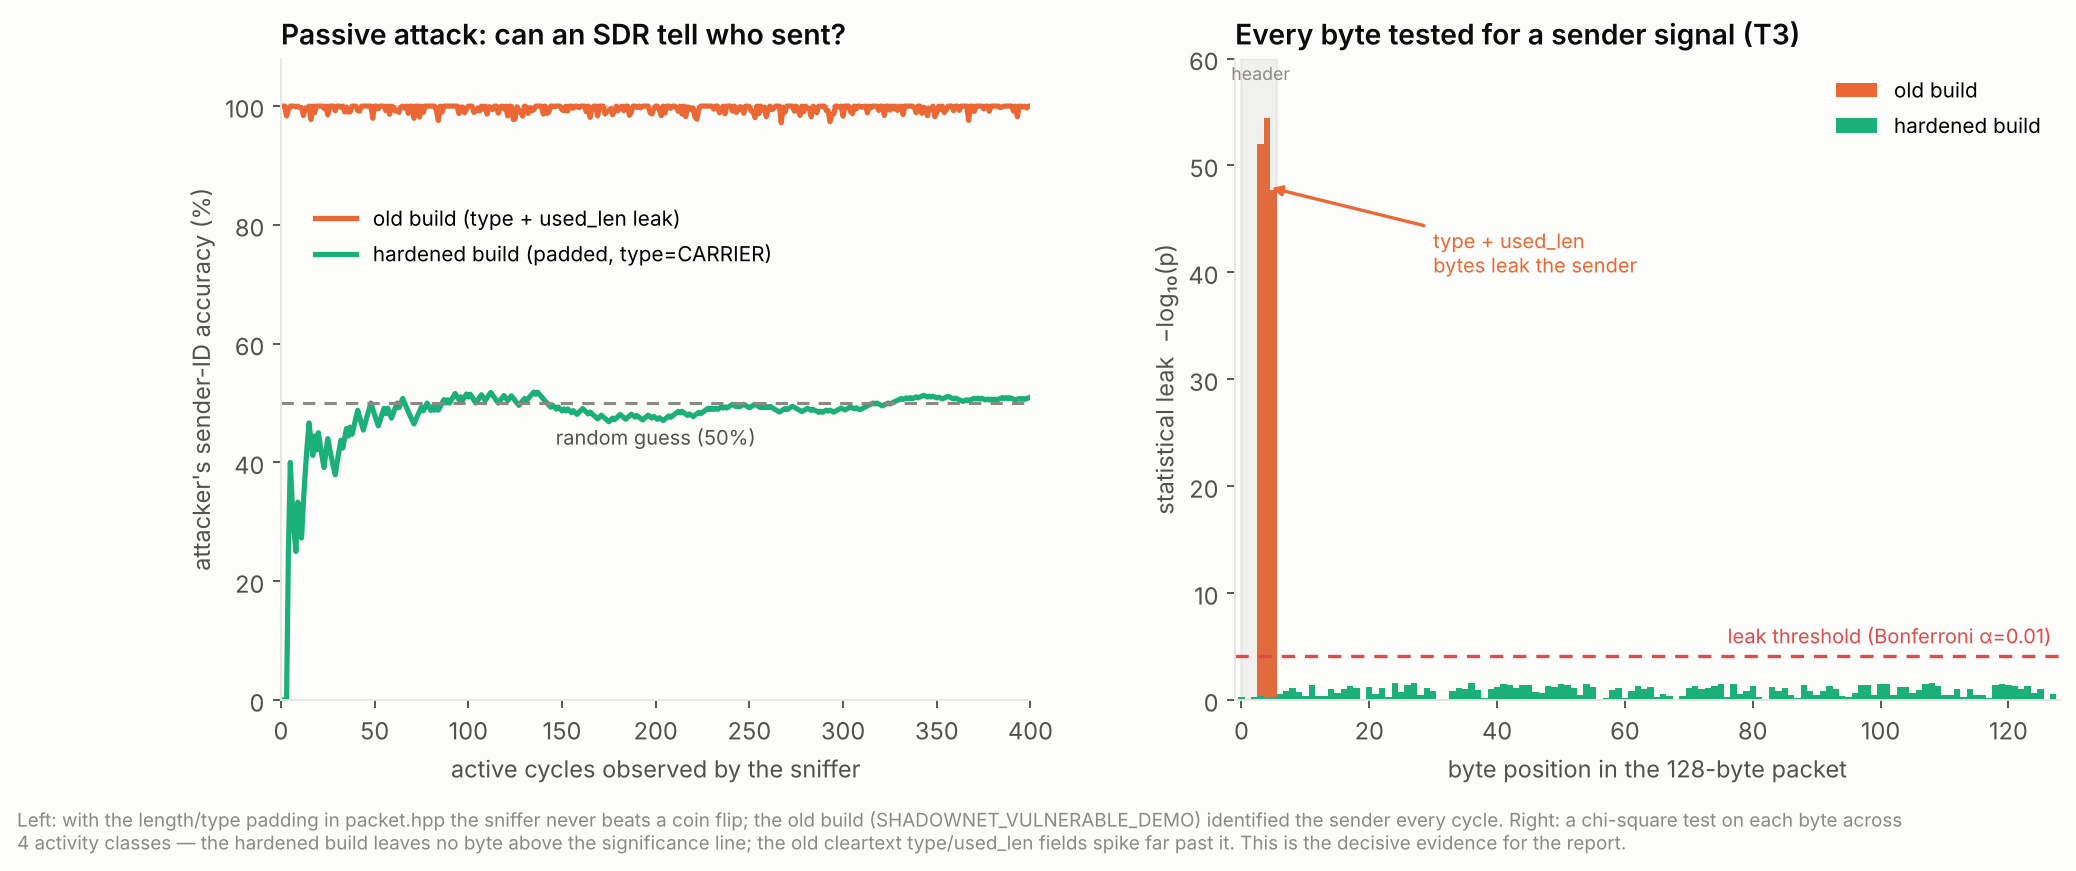 Passive attack: can an SDR tell who sent?
attacker's sender-ID accuracy (%)
100
80
60
40
20
0
old build (type + used_len leak)
hardened build (padded, type=CARRIER)
random guess (50%)
0 50 100 150 200 250 300 350 400
active cycles observed by the sniffer
Every byte tested for a sender signal (T3)
statistical leak −log₁₀(p)
60
50
40
30
20
10
0
header
old build
hardened build
type + used_len
bytes leak the sender
leak threshold (Bonferroni α=0.01)
0 20 40 60 80 100 120
byte position in the 128-byte packet
Left: with the length/type padding in packet.hpp the sniffer never beats a coin flip; the old build (SHADOWNET_VULNERABLE_DEMO) identified the sender every cycle. Right: a chi-square test on each byte across
4 activity classes — the hardened build leaves no byte above the significance line; the old cleartext type/used_len fields spike far past it. This is the decisive evidence for the report.